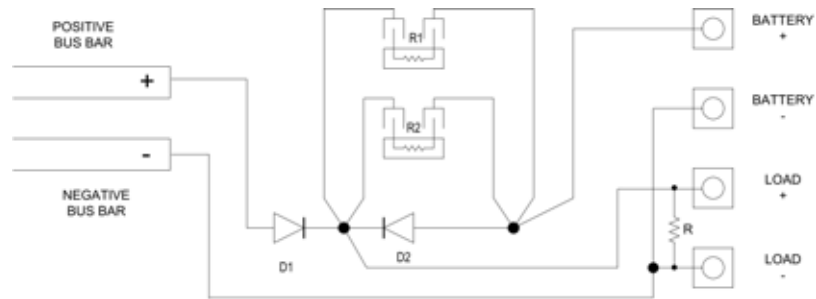 POSITIVE
BUS BAR
+
-
NEGATIVE
BUS BAR
R1
R2
D1
D2
BATTERY
+
BATTERY
-
LOAD
+
R
LOAD
-